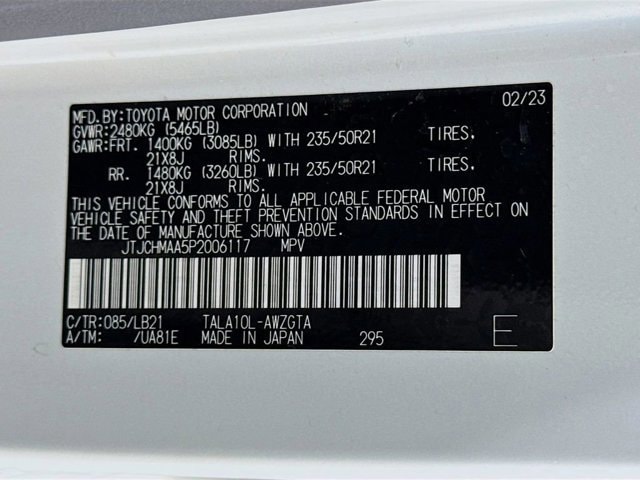 MFD.BY:TOYOTA MOTOR CORPORATION 02/23
GVWR:2480KG (5465LB)
GAWR:FRT. 1400KG (3085LB) WITH 235/50R21 TIRES.
21X8J RIMS.
RR. 1480KG (3260LB) WITH 235/50R21 TIRES.
21X8J RIMS.
THIS VEHICLE CONFORMS TO ALL APPLICABLE FEDERAL MOTOR
VEHICLE SAFETY AND THEFT PREVENTION STANDARDS IN EFFECT ON
THE DATE OF MANUFACTURE SHOWN ABOVE.
JTJCHMAA5P2006117 MPV
C/TR:085/LB21 TALA10L-AWZGTA
A/TM: /UA81E MADE IN JAPAN 295 E